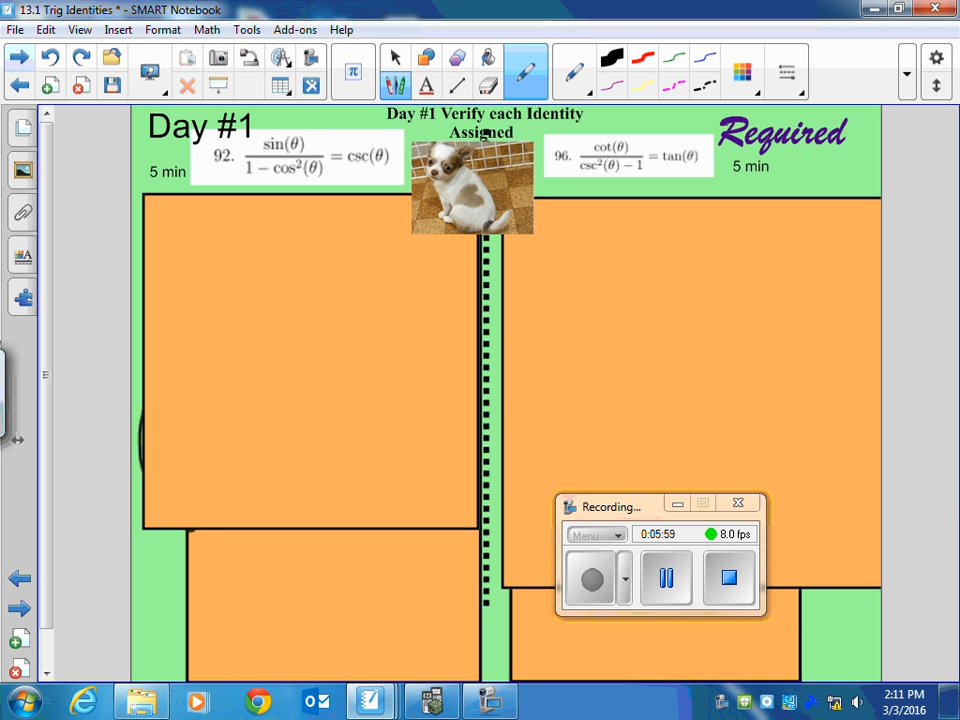 13.1 Trig Identities * - SMART Notebook
File Edit View Insert Format Math Tools Add-ons Help
π
A
Day #1 Verify each Identity
Assigned
Day #1
92. sin(θ) / 1 − cos²(θ) = csc(θ)
5 min
96. cot(θ) / csc²(θ) − 1 = tan(θ)
Required
5 min
Recording...
Menu
0:05:59
8.0 fps
2:11 PM
3/3/2016